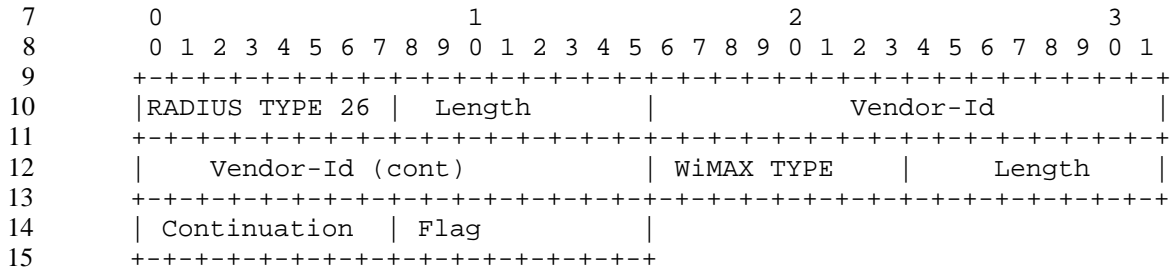 7 0                   1                   2                   3
8 0 1 2 3 4 5 6 7 8 9 0 1 2 3 4 5 6 7 8 9 0 1 2 3 4 5 6 7 8 9 0 1
9 +-+-+-+-+-+-+-+-+-+-+-+-+-+-+-+-+-+-+-+-+-+-+-+-+-+-+-+-+-+-+-+-+
10 |RADIUS TYPE 26 |  Length       |            Vendor-Id          |
11 +-+-+-+-+-+-+-+-+-+-+-+-+-+-+-+-+-+-+-+-+-+-+-+-+-+-+-+-+-+-+-+-+
12 |    Vendor-Id (cont)           | WiMAX TYPE    |     Length    |
13 +-+-+-+-+-+-+-+-+-+-+-+-+-+-+-+-+-+-+-+-+-+-+-+-+-+-+-+-+-+-+-+-+
14 | Continuation  | Flag          |
15 +-+-+-+-+-+-+-+-+-+-+-+-+-+-+-+-+